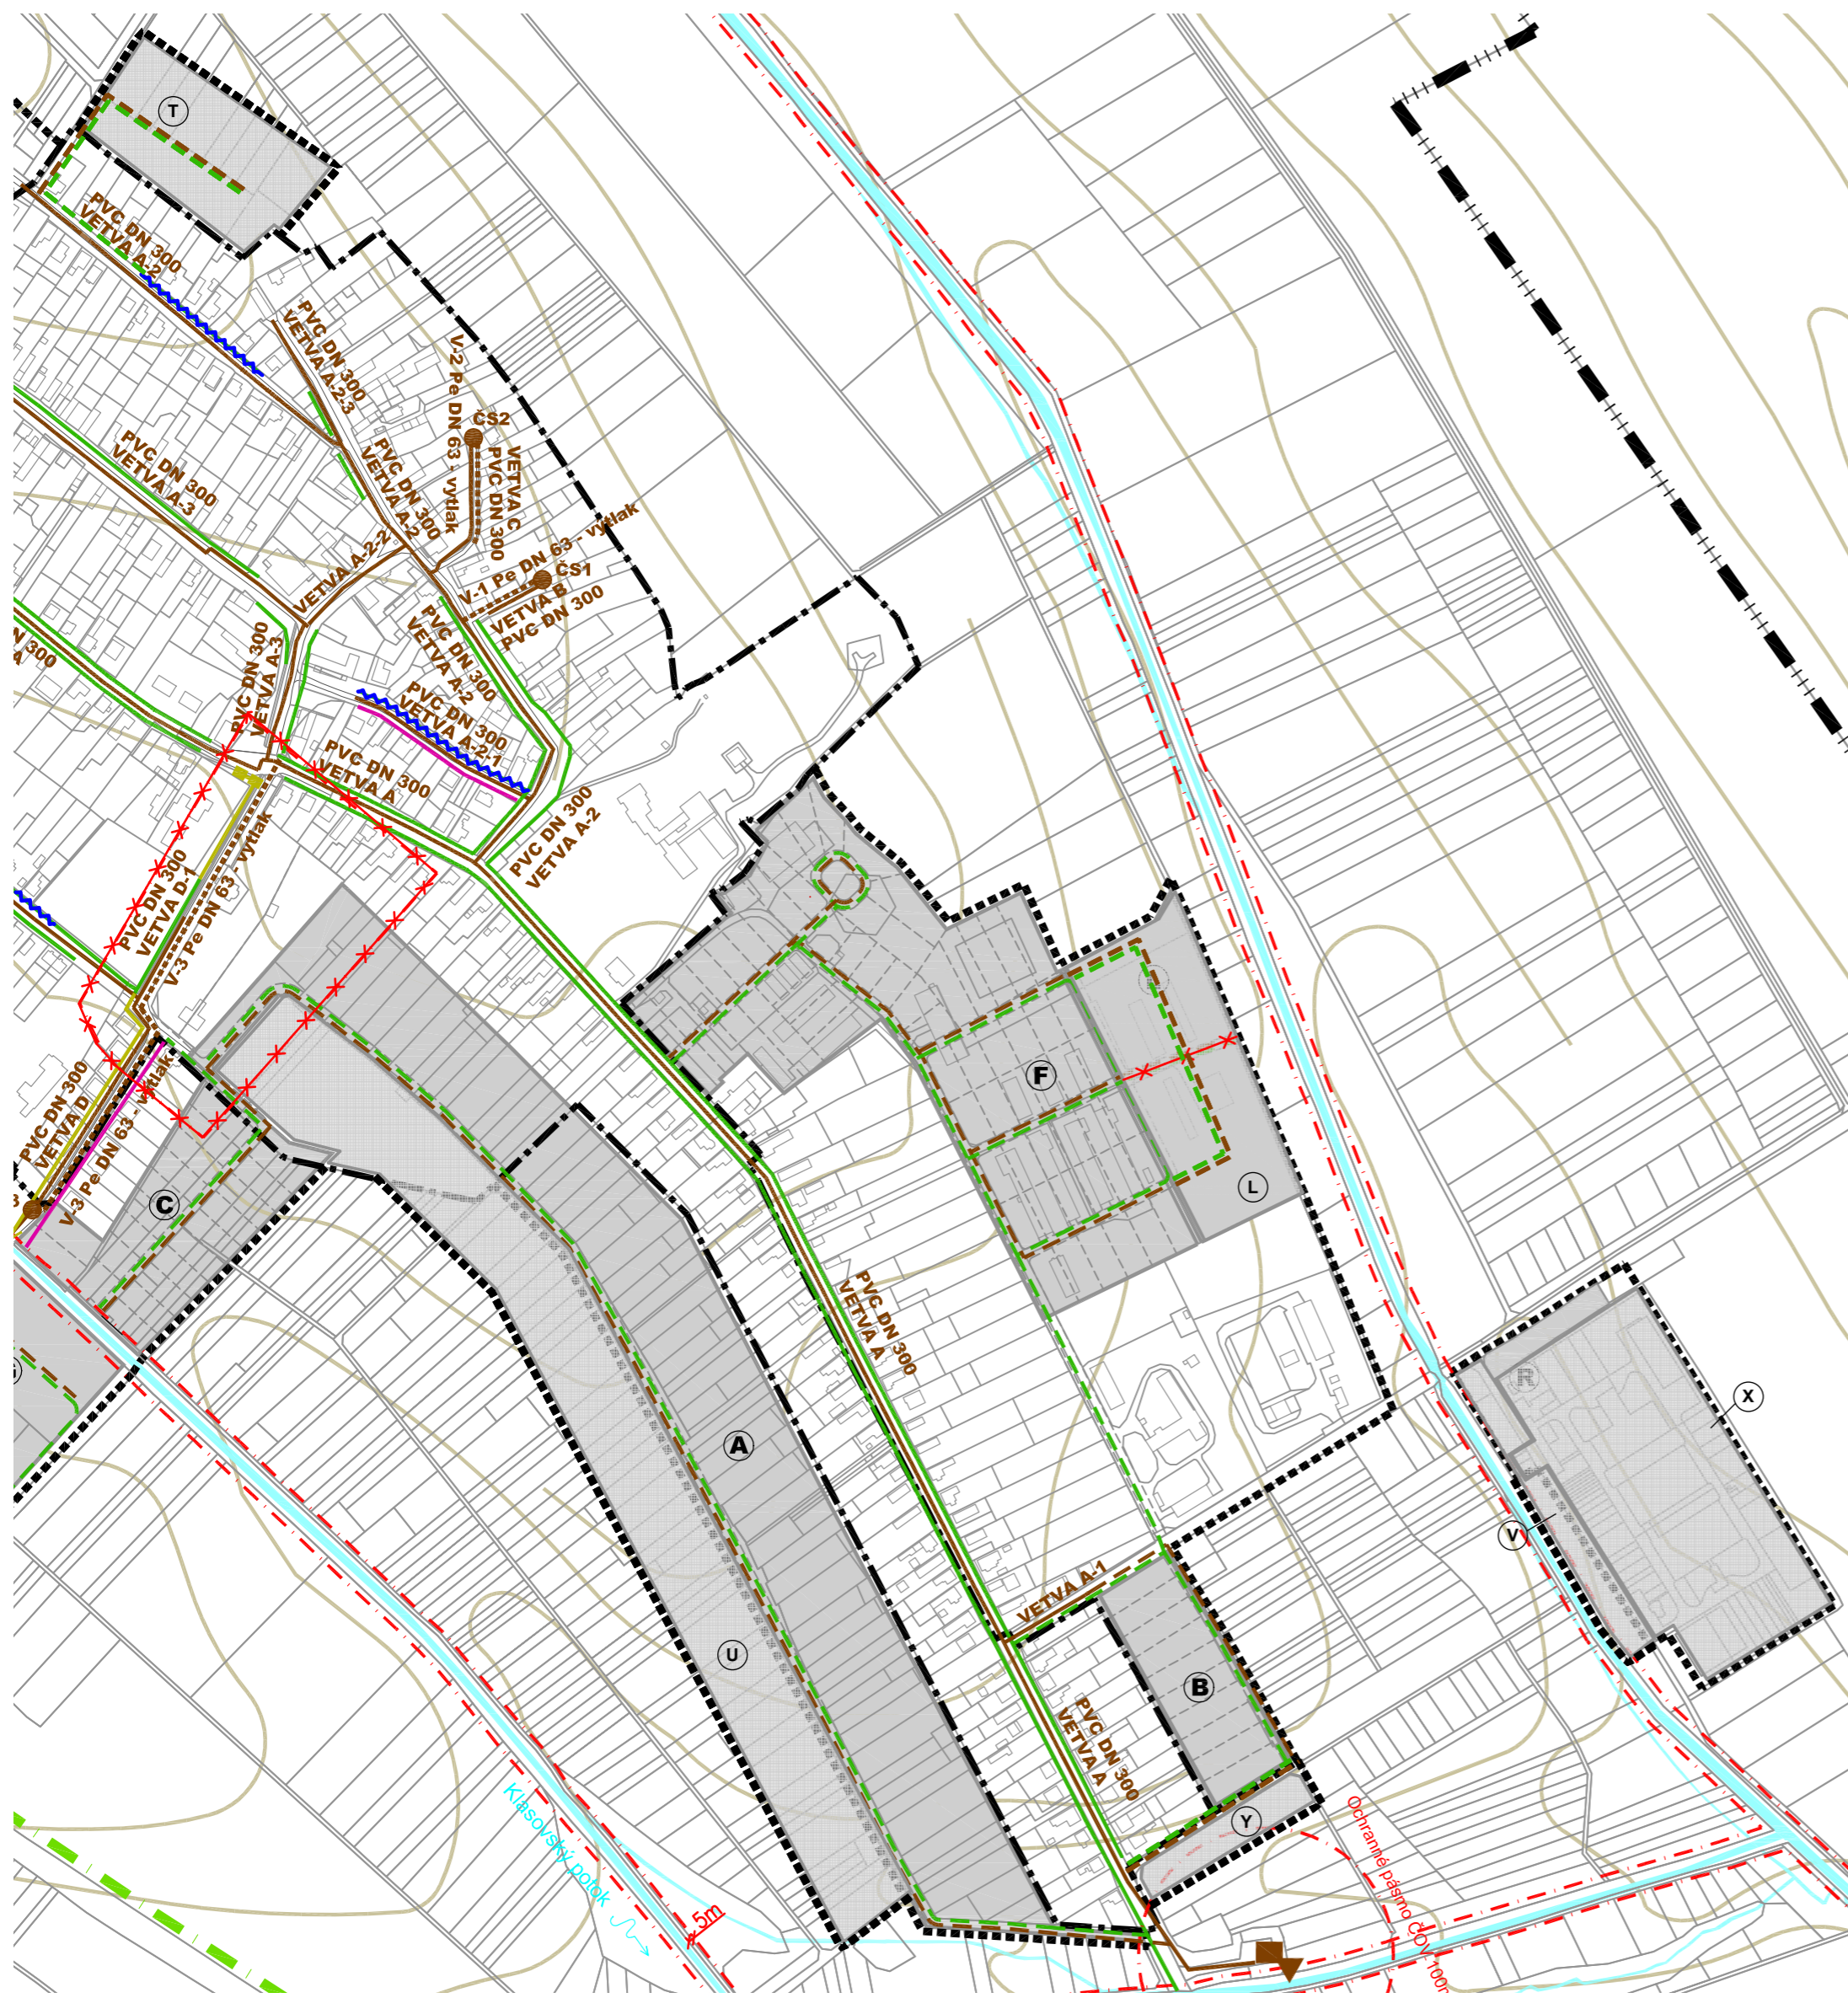 T
PVC DN 300
VETVA A-2
PVC DN 300
VETVA A-2-3
V-2 Pe DN 63 - výtlak
ČS2
VETVA C
PVC DN 300
PVC DN 300
VETVA A-3
PVC DN 300
VETVA A-2
VETVA A-2-2
V-1 Pe DN 63 - výtlak
ČS1
VETVA B
PVC DN 300
N 300
A
PVC DN 300
VETVA A-3
PVC DN 300
VETVA A-2
PVC DN 300
VETVA A-2-1
PVC DN 300
VETVA A
PVC DN 300
VETVA A-2
PVC DN 300
VETVA D-1
V-3 Pe DN 63 - výtlak
F
L
PVC DN 300
VETVA D
V-3 Pe DN 63 - výtlak
C
PVC DN 300
VETVA A
R
X
A
V
VETVA A-1
U
B
PVC DN 300
VETVA A
Y
Klasovský potok
5m
Ochranné pásmo ČOV 100m